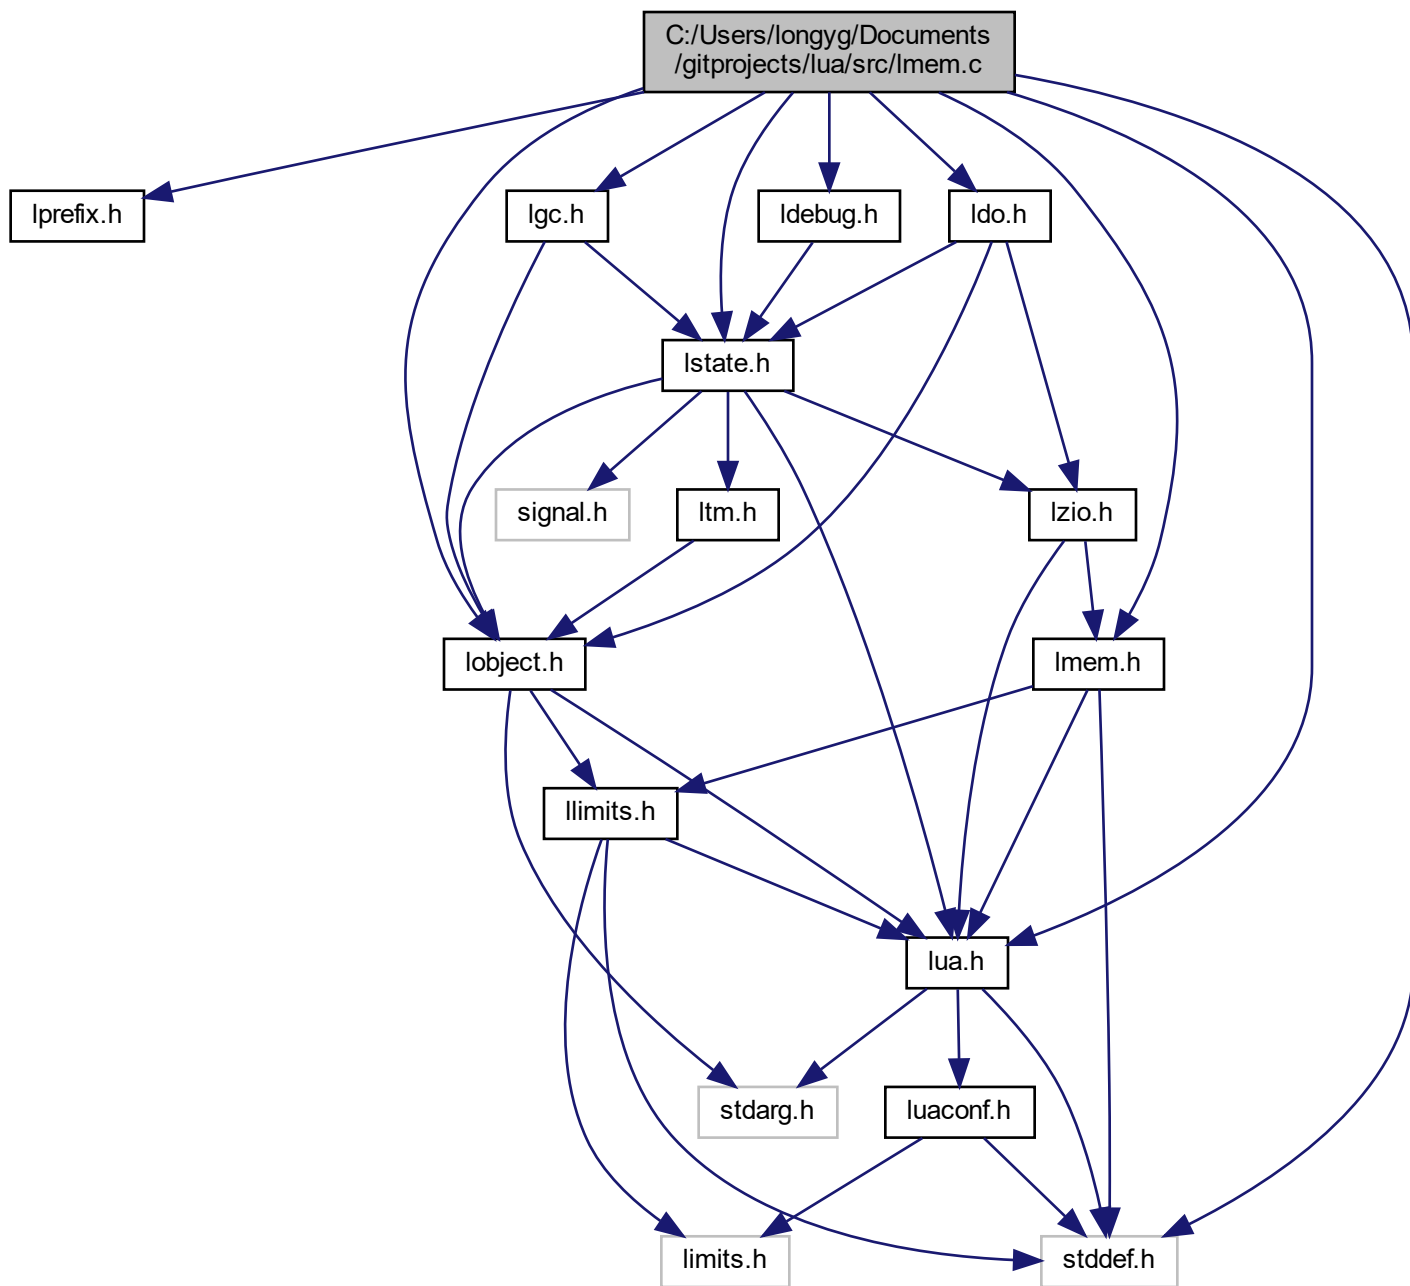 C:/Users/longyg/Documents
/gitprojects/lua/src/lmem.c
lprefix.h
lgc.h
ldebug.h
ldo.h
lstate.h
signal.h
ltm.h
lzio.h
lobject.h
lmem.h
llimits.h
lua.h
stdarg.h
luaconf.h
limits.h
stddef.h